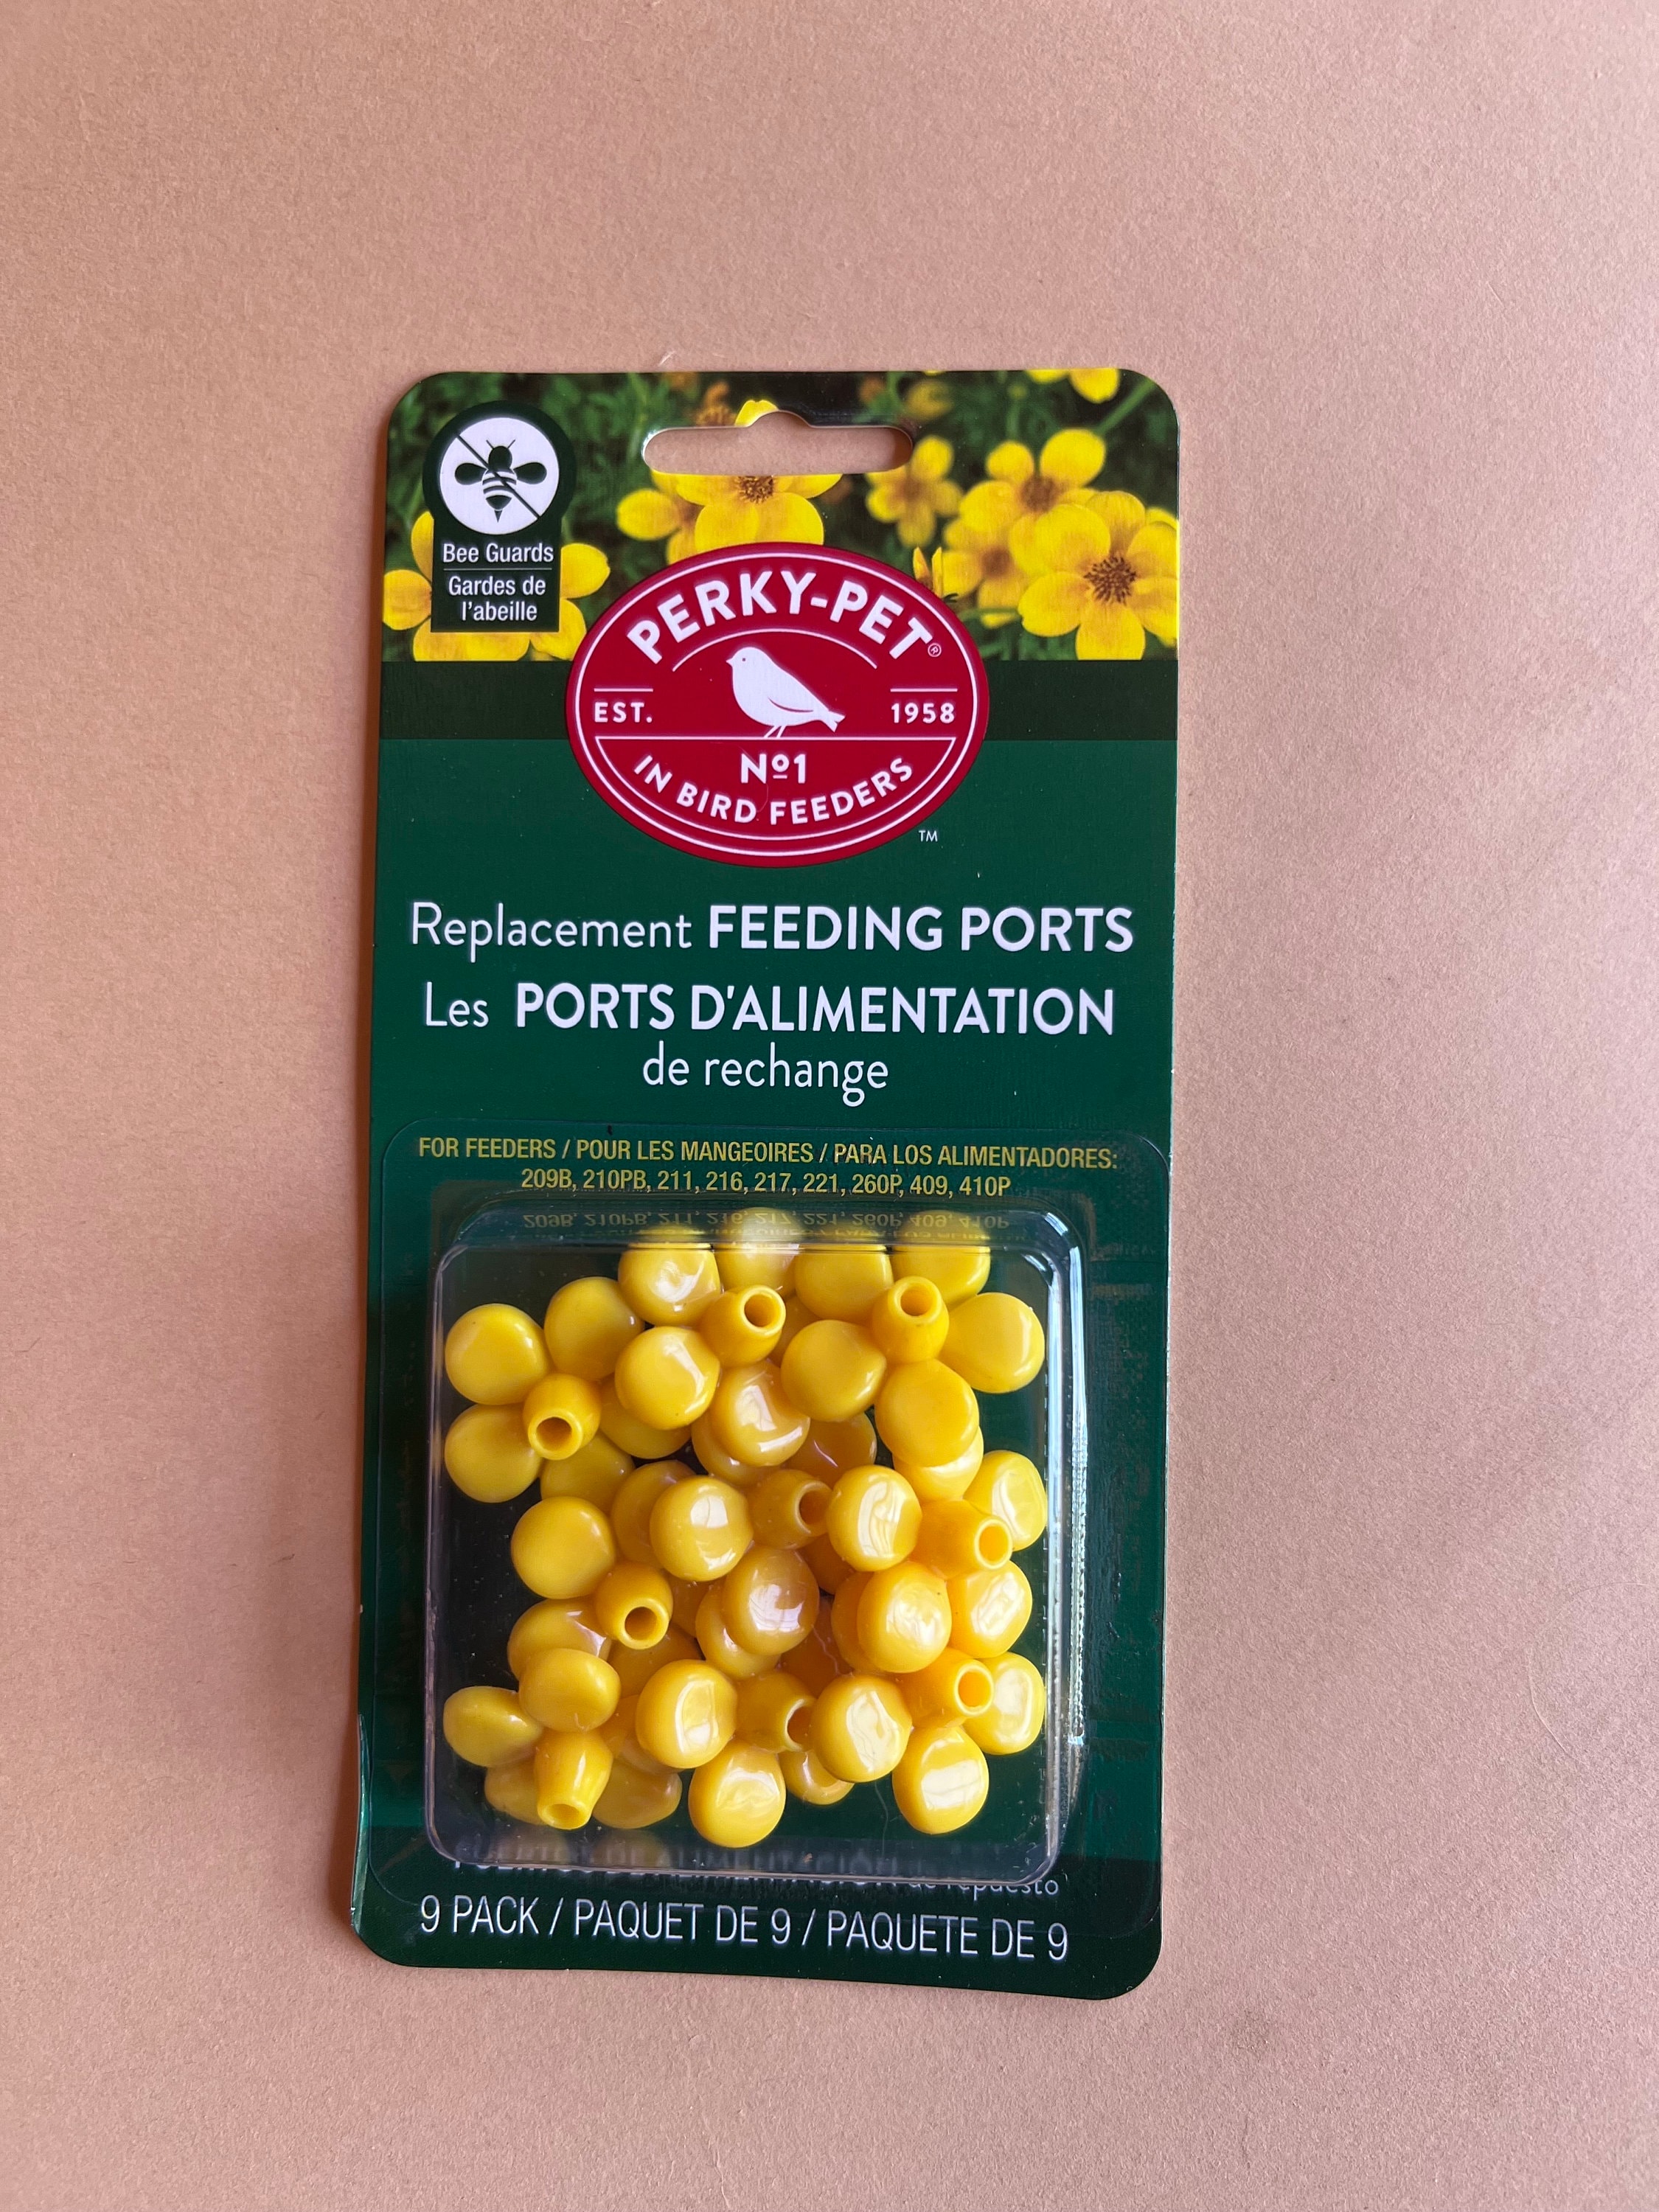 Bee Guards
Gardes de
l'abeille
PERKY-PET®
EST. 1958
Nº1
IN BIRD FEEDERS
TM
Replacement FEEDING PORTS
Les PORTS D'ALIMENTATION
de rechange
FOR FEEDERS / POUR LES MANGEOIRES / PARA LOS ALIMENTADORES:
209B, 210PB, 211, 216, 217, 221, 260P, 409, 410P
de repuesto
9 PACK / PAQUET DE 9 / PAQUETE DE 9